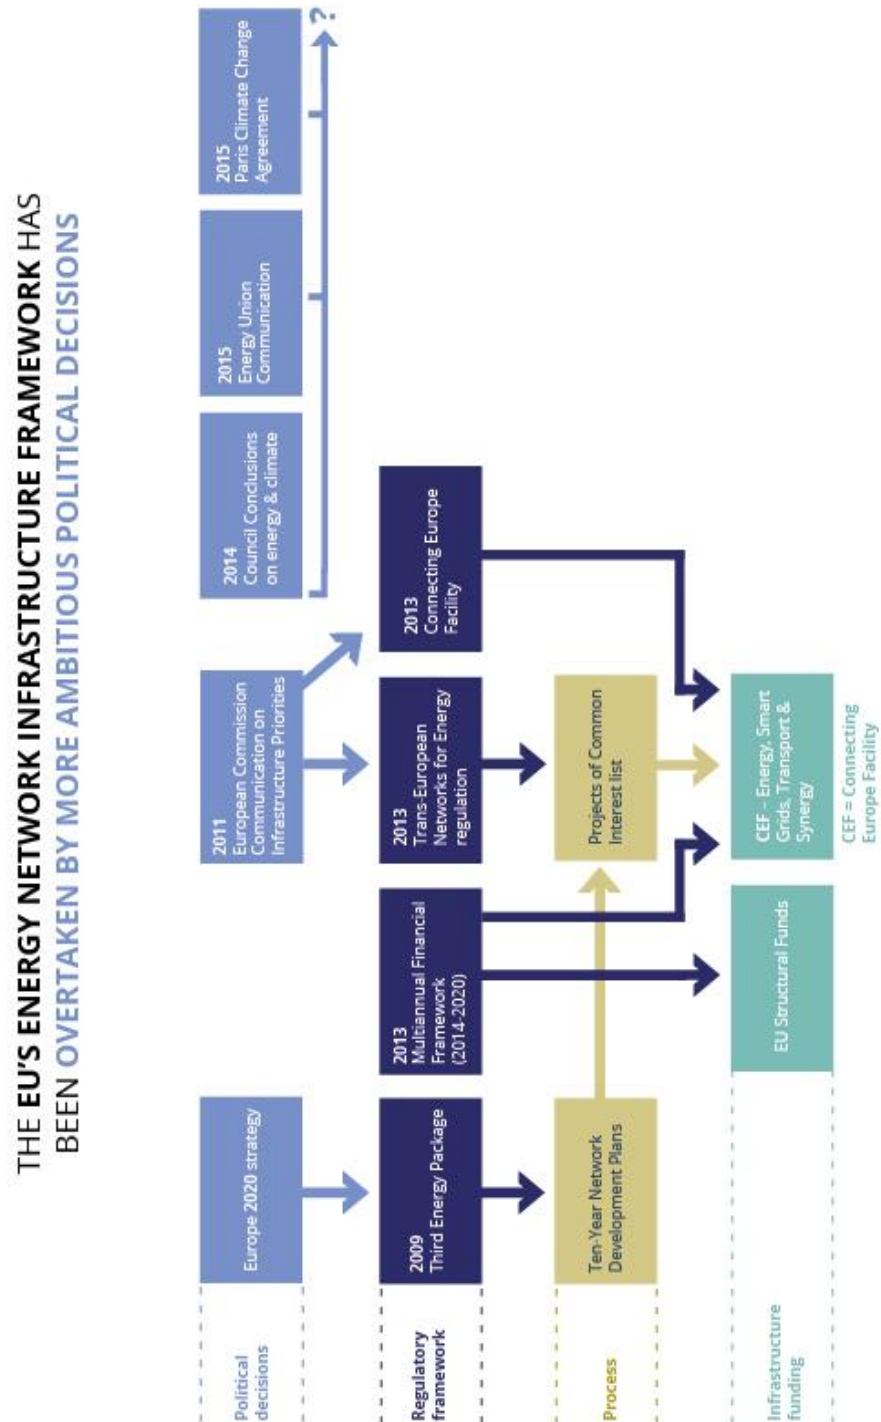 THE EU'S ENERGY NETWORK INFRASTRUCTURE FRAMEWORK HAS
BEEN OVERTAKEN BY MORE AMBITIOUS POLITICAL DECISIONS
Political
decisions
Europe 2020 strategy
2011
European Commission
Communication on
Infrastructure Priorities
2014
Council Conclusions
on energy & climate
2015
Energy Union
Communication
2015
Paris Climate Change
Agreement
?
Regulatory
framework
2009
Third Energy Package
2013
Multiannual Financial
Framework
(2014-2020)
2013
Trans-European
Networks for Energy
regulation
2013
Connecting Europe
Facility
Process
Ten-Year Network
Development Plans
Projects of Common
Interest list
Infrastructure
funding
EU Structural Funds
CEF – Energy, Smart
Grids, Transport &
Synergy
CEF = Connecting
Europe Facility